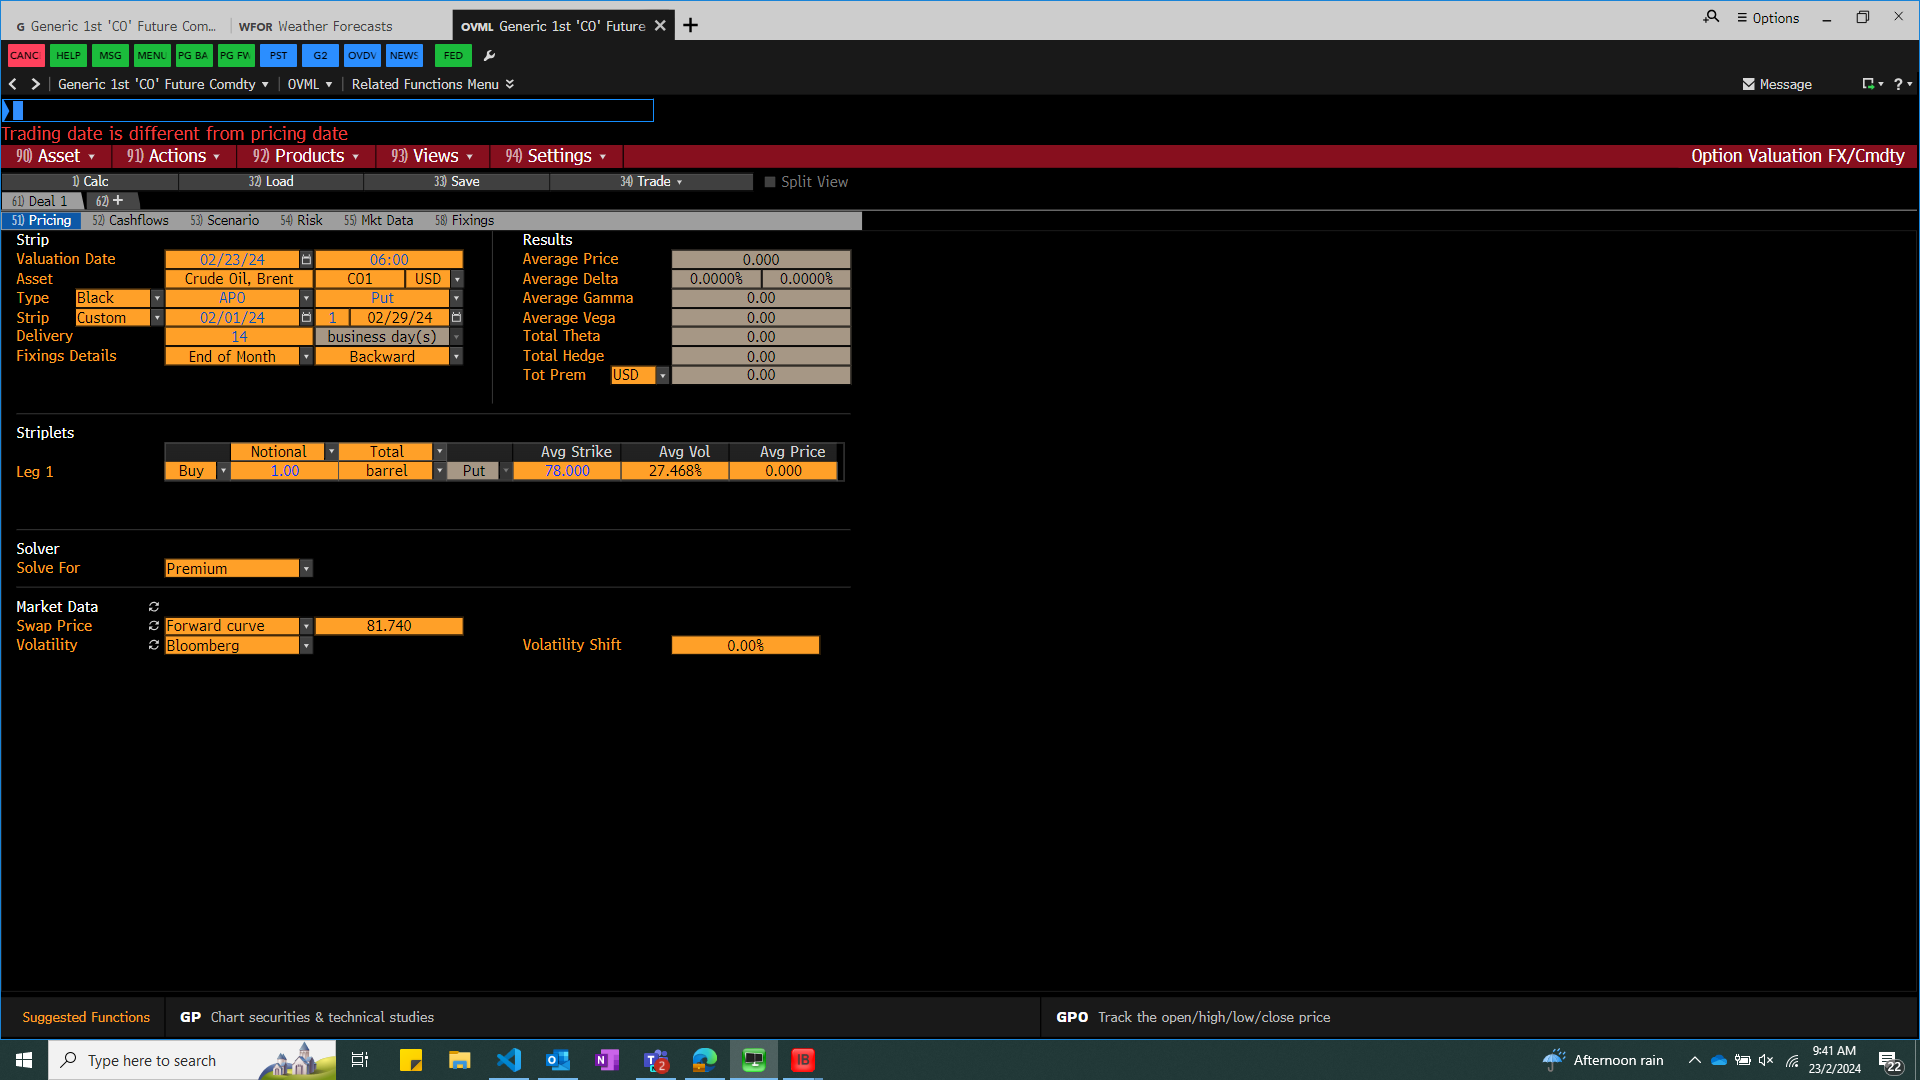 G Generic 1st 'CO' Future Com... WFOR Weather Forecasts OVML Generic 1st 'CO' Future Options
CANC HELP MSG MENU PG BA PG FW PST G2 OVDV NEWS FED
Generic 1st 'CO' Future Comdty OVML Related Functions Menu Message ?
Trading date is different from pricing date
90) Asset 91) Actions 92) Products 93) Views 94) Settings Option Valuation FX/Cmdty
1) Calc 32) Load 33) Save 34) Trade Split View
61) Deal 1 62) +
51) Pricing 52) Cashflows 53) Scenario 54) Risk 55) Mkt Data 58) Fixings
Strip Results
Valuation Date 02/23/24 06:00 Average Price 0.000
Asset Crude Oil, Brent CO1 USD Average Delta 0.0000% 0.0000%
Type Black APO Put Average Gamma 0.00
Strip Custom 02/01/24 1 02/29/24 Average Vega 0.00
Delivery 14 business day(s) Total Theta 0.00
Fixings Details End of Month Backward Total Hedge 0.00
Tot Prem USD 0.00
Striplets
Notional Total Avg Strike Avg Vol Avg Price
Leg 1 Buy 1.00 barrel Put 78.000 27.468% 0.000
Solver
Solve For Premium
Market Data
Swap Price Forward curve 81.740
Volatility Bloomberg Volatility Shift 0.00%
Suggested Functions GP Chart securities & technical studies GPO Track the open/high/low/close price
Type here to search N 2 IB Afternoon rain 9:41 AM
23/2/2024 22